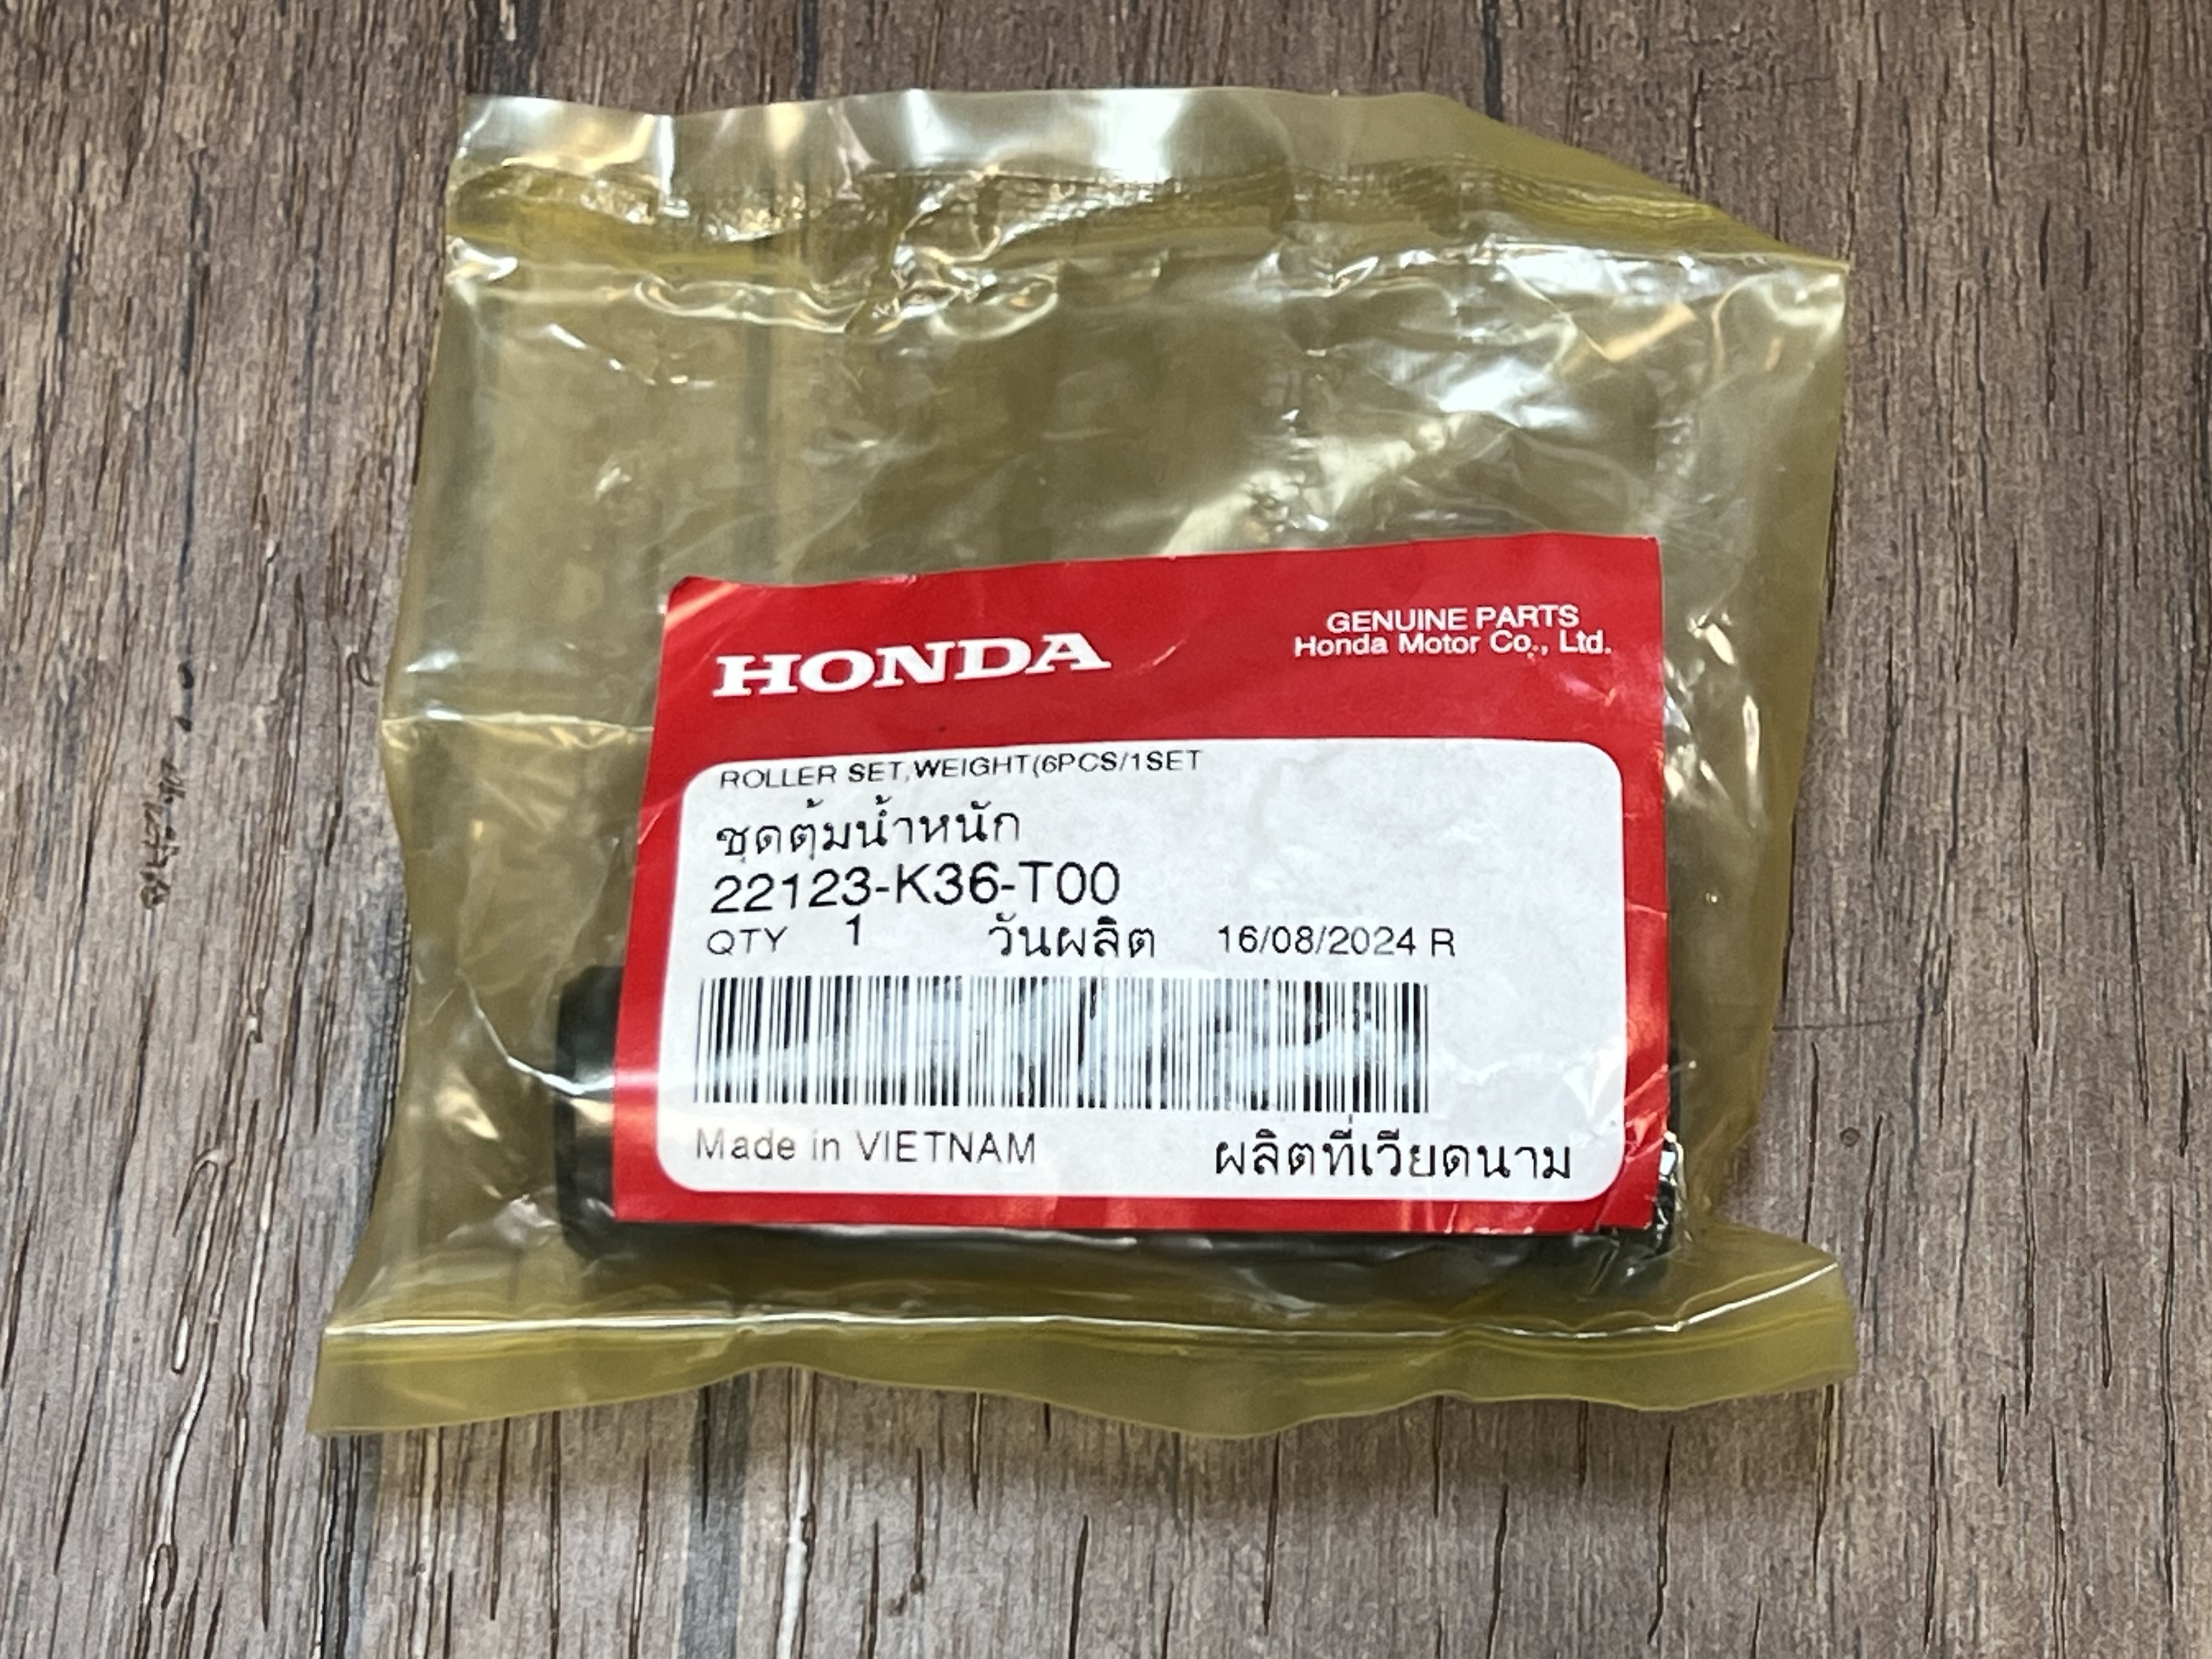 HONDA
GENUINE PARTS
Honda Motor Co., Ltd.
ROLLER SET,WEIGHT(6PCS/1SET
ชุดตุ้มน้ำหนัก
22123-K36-T00
QTY 1 วันผลิต 16/08/2024 R
Made in VIETNAM ผลิตที่เวียดนาม